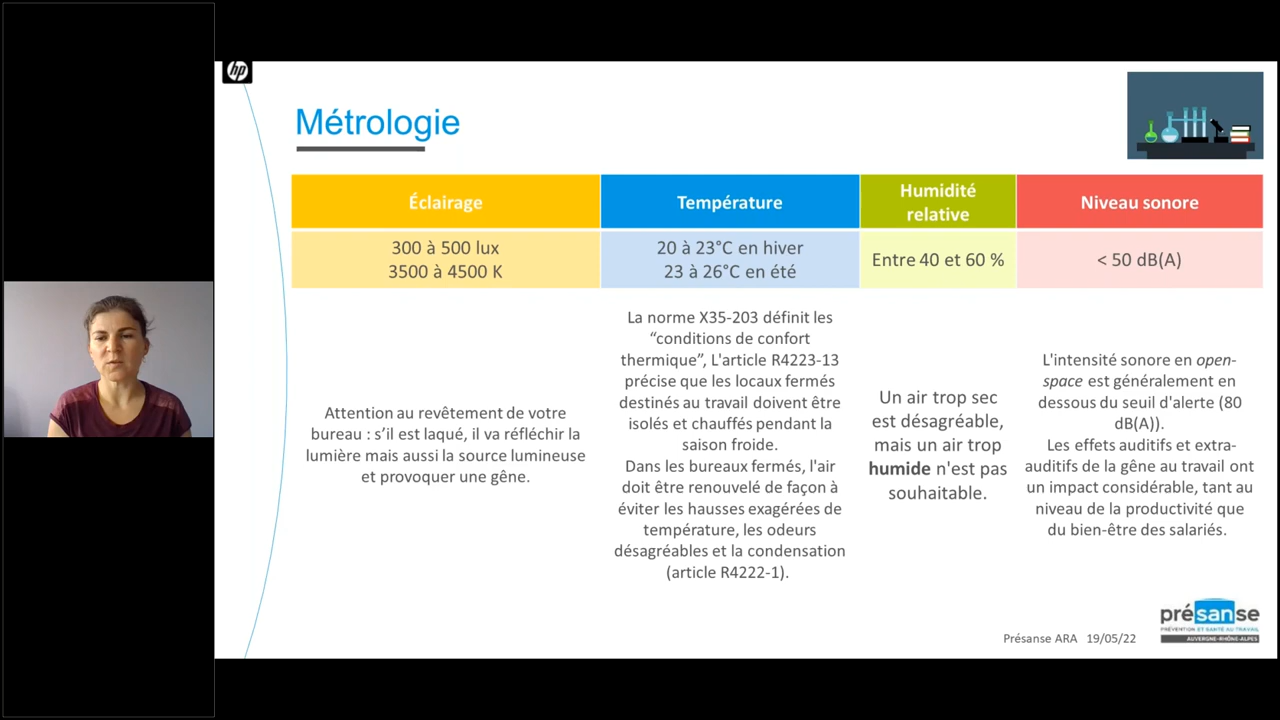 hp
Métrologie
Éclairage
Température
Humidité
relative
Niveau sonore
300 à 500 lux
3500 à 4500 K
20 à 23°C en hiver
23 à 26°C en été
Entre 40 et 60 %
< 50 dB(A)
Attention au revêtement de votre
bureau : s’il est laqué, il va réfléchir la
lumière mais aussi la source lumineuse
et provoquer une gêne.
La norme X35-203 définit les
“conditions de confort
thermique”, L'article R4223-13
précise que les locaux fermés
destinés au travail doivent être
isolés et chauffés pendant la
saison froide.
Dans les bureaux fermés, l'air
doit être renouvelé de façon à
éviter les hausses exagérées de
température, les odeurs
désagréables et la condensation
(article R4222-1).
Un air trop sec
est désagréable,
mais un air trop
humide n'est pas
souhaitable.
L'intensité sonore en open-
space est généralement en
dessous du seuil d'alerte (80
dB(A)).
Les effets auditifs et extra-
auditifs de la gêne au travail ont
un impact considérable, tant au
niveau de la productivité que
du bien-être des salariés.
Présanse ARA 19/05/22
présanse
PRÉVENTION ET SANTÉ AU TRAVAIL
AUVERGNE-RHÔNE-ALPES